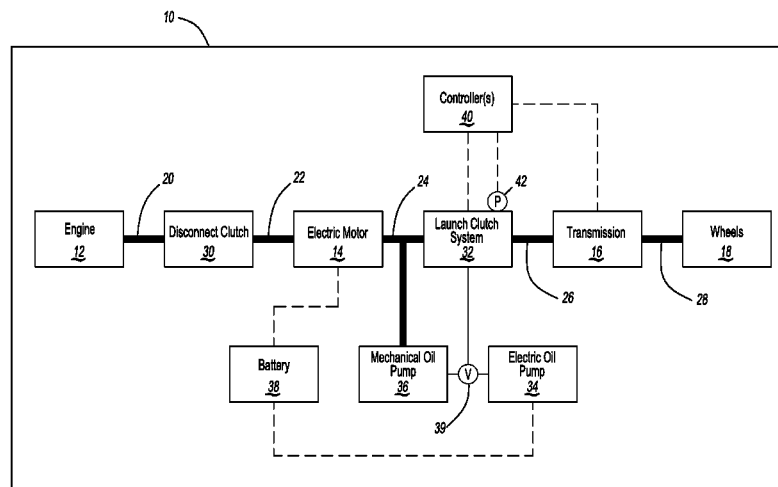 10
Controller(s)
40
42
P
20
22
24
Engine
12
Disconnect Clutch
30
Electric Motor
14
Launch Clutch
System
32
Transmission
16
Wheels
18
26
28
Battery
38
Mechanical Oil
Pump
36
V
39
Electric Oil
Pump
34